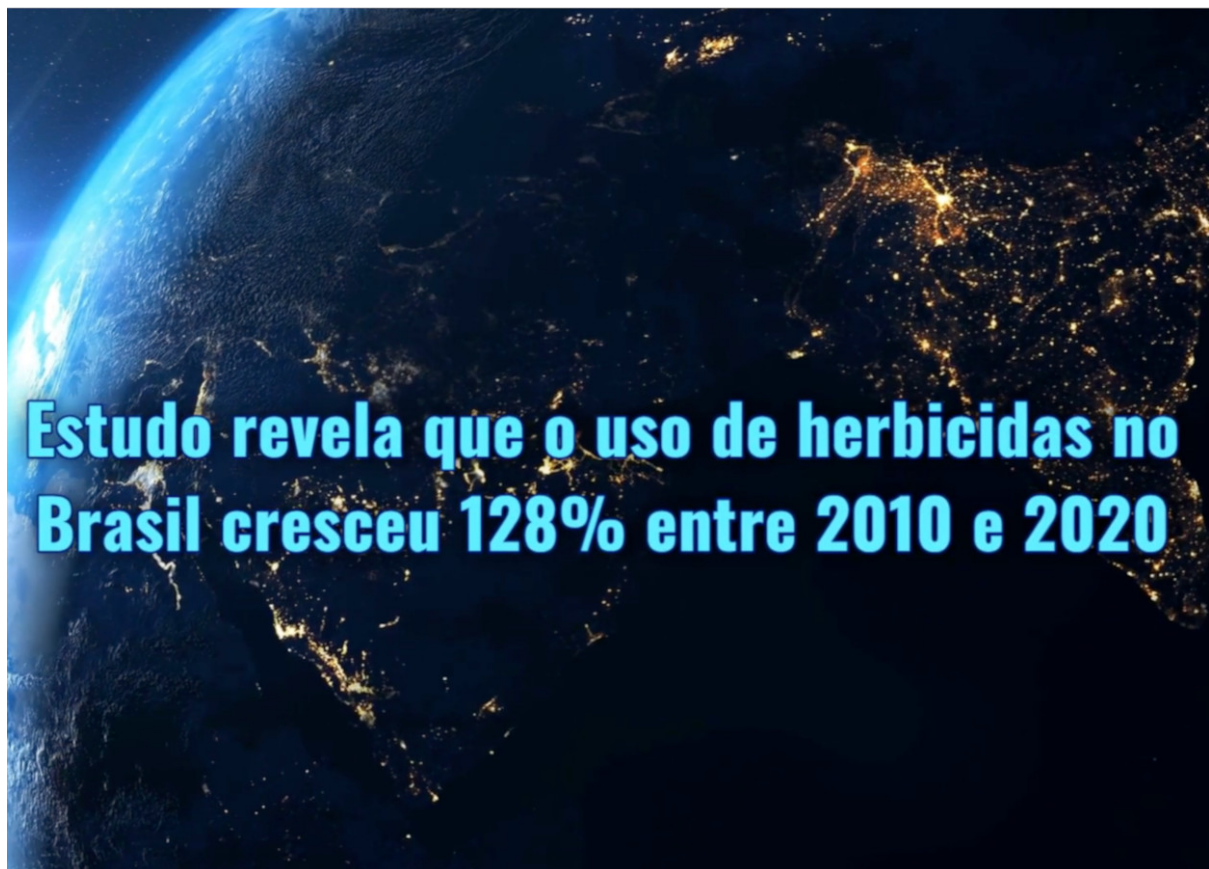 Estudo revela que o uso de herbicidas no
Brasil cresceu 128% entre 2010 e 2020